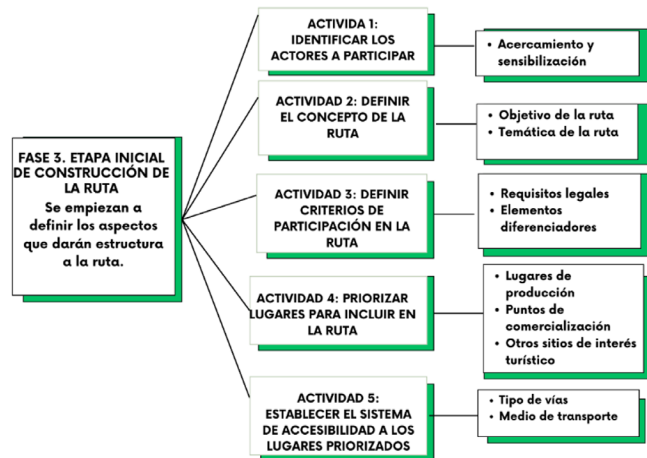 FASE 3. ETAPA INICIAL
DE CONSTRUCCIÓN DE
LA RUTA
Se empiezan a
definir los aspectos
que darán estructura
a la ruta.
ACTIVIDA 1:
IDENTIFICAR LOS
ACTORES A PARTICIPAR
• Acercamiento y
sensibilización
ACTIVIDAD 2: DEFINIR
EL CONCEPTO DE LA
RUTA
• Objetivo de la ruta
• Temática de la ruta
ACTIVIDAD 3: DEFINIR
CRITERIOS DE
PARTICIPACIÓN EN LA
RUTA
• Requisitos legales
• Elementos
diferenciadores
ACTIVIDAD 4: PRIORIZAR
LUGARES PARA INCLUIR EN
LA RUTA
• Lugares de
producción
• Puntos de
comercialización
• Otros sitios de interés
turístico
ACTIVIDAD 5:
ESTABLECER EL SISTEMA
DE ACCESIBILIDAD A LOS
LUGARES PRIORIZADOS
• Tipo de vías
• Medio de transporte